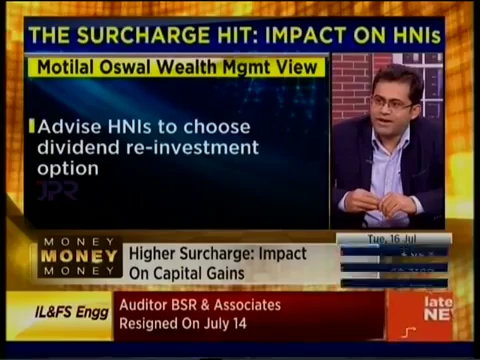 THE SURCHARGE HIT: IMPACT ON HNIs
Motilal Oswal Wealth Mgmt View
Advise HNIs to choose
dividend re-investment
option
JPR
MONEY
MONEY
MONEY
Higher Surcharge: Impact
On Capital Gains
Tue, 16 Jul
IL&FS Engg
Auditor BSR & Associates
Resigned On July 14
late
NE